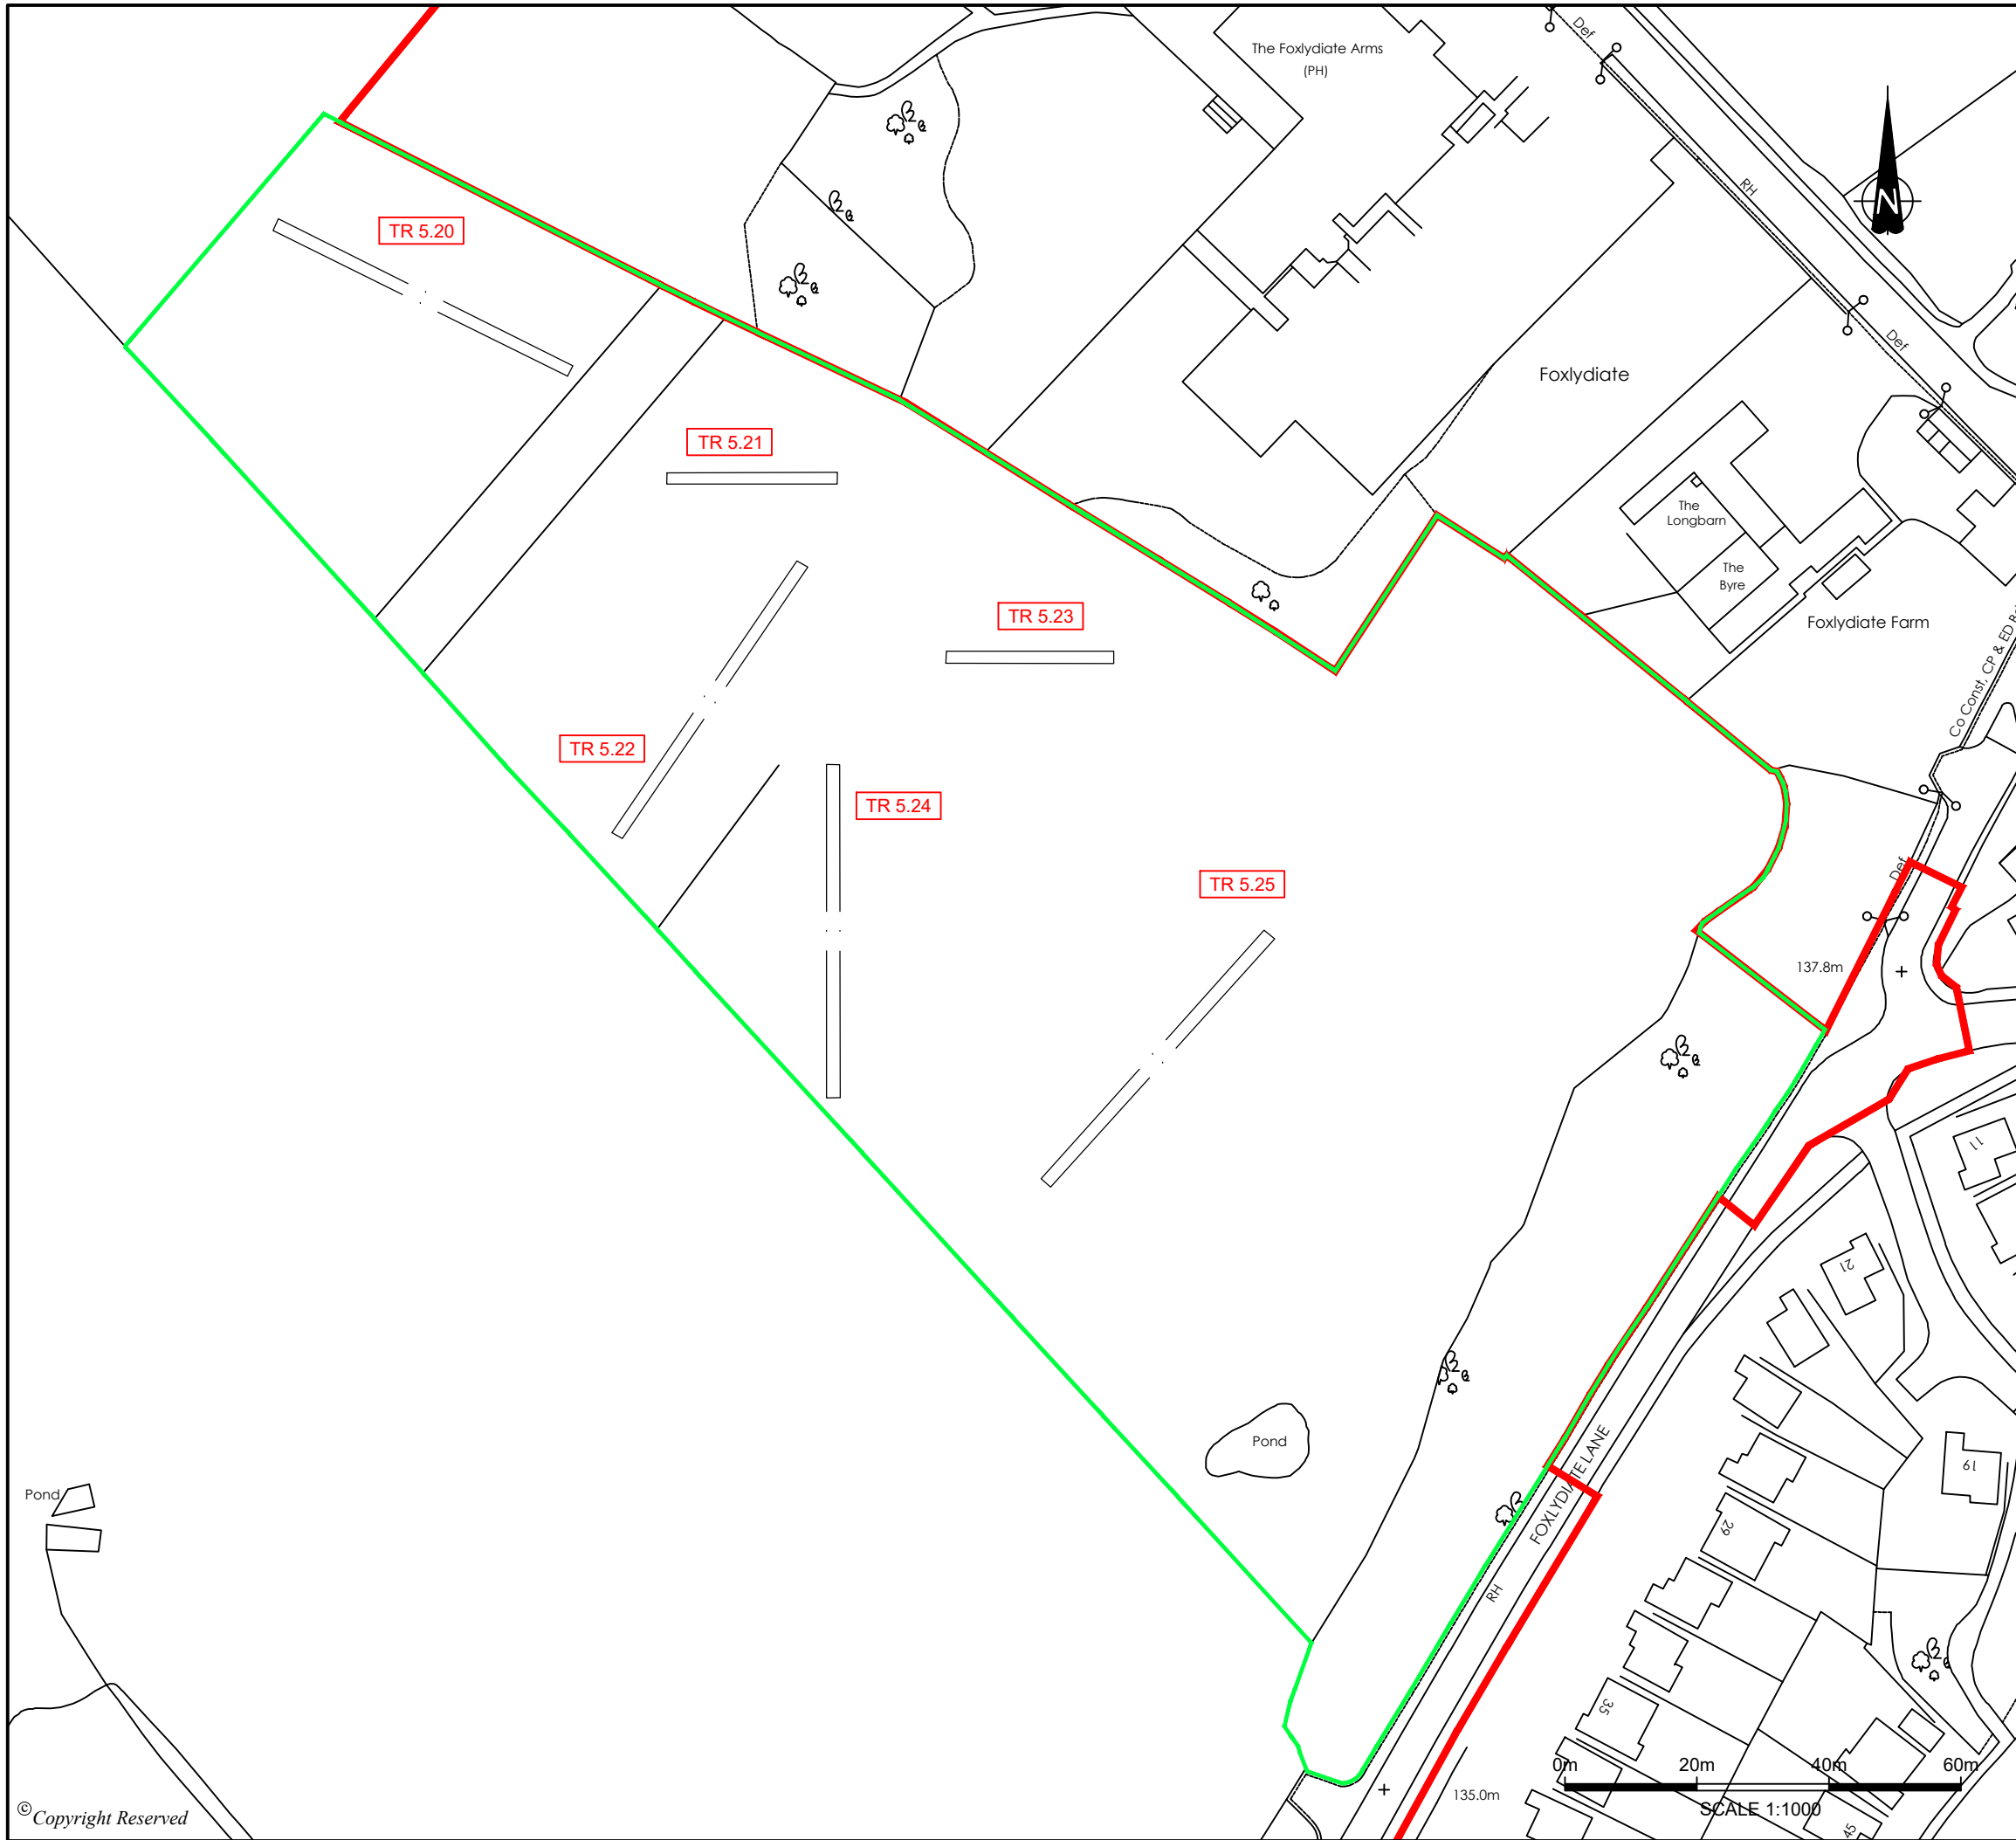 Def
The Foxlydiate Arms
(PH)
RH
N
TR 5.20
Def
Foxlydiate
TR 5.21
The
Longbarn
The
Byre
TR 5.23
Foxlydiate Farm
Co Const, CP & ED B
TR 5.22
TR 5.24
Def
TR 5.25
137.8m
11
21
Pond
Pond
19
FOXLYDIATE LANE
29
RH
35
0m 20m 40m 60m
135.0m
SCALE 1:1000
45
© Copyright Reserved